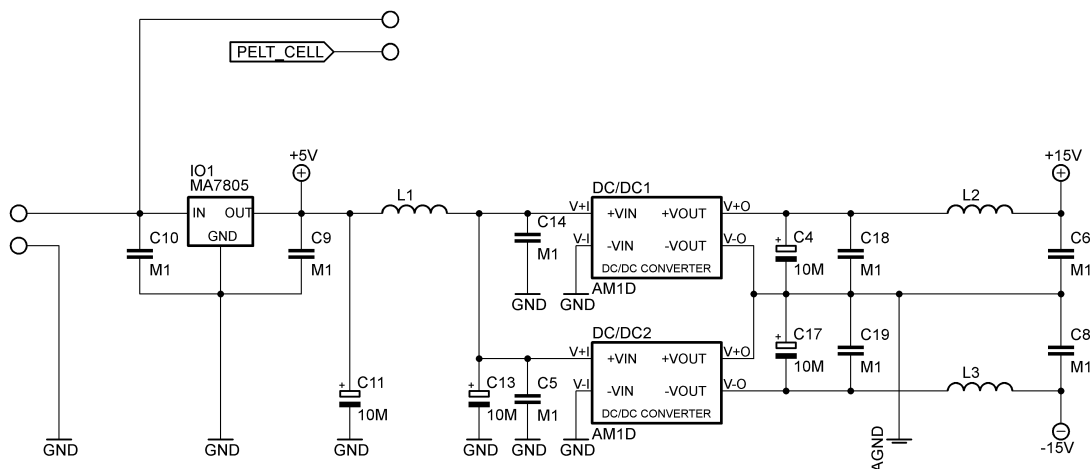 PELT_CELL
+5V
+15V
IO1
MA7805
L1
DC/DC1
L2
IN OUT
GND
V+I +VIN +VOUT V+O
V-I -VIN -VOUT V-O
DC/DC CONVERTER
AM1D
C10
M1
C9
M1
C14
M1
C4
10M
C18
M1
C6
M1
GND
GND
DC/DC2
V+I +VIN +VOUT V+O
V-I -VIN -VOUT V-O
DC/DC CONVERTER
AM1D
C17
10M
C19
M1
C8
M1
L3
C11
10M
C13
10M
C5
M1
GND
GND
GND
GND
GND
GND
AGND
-15V